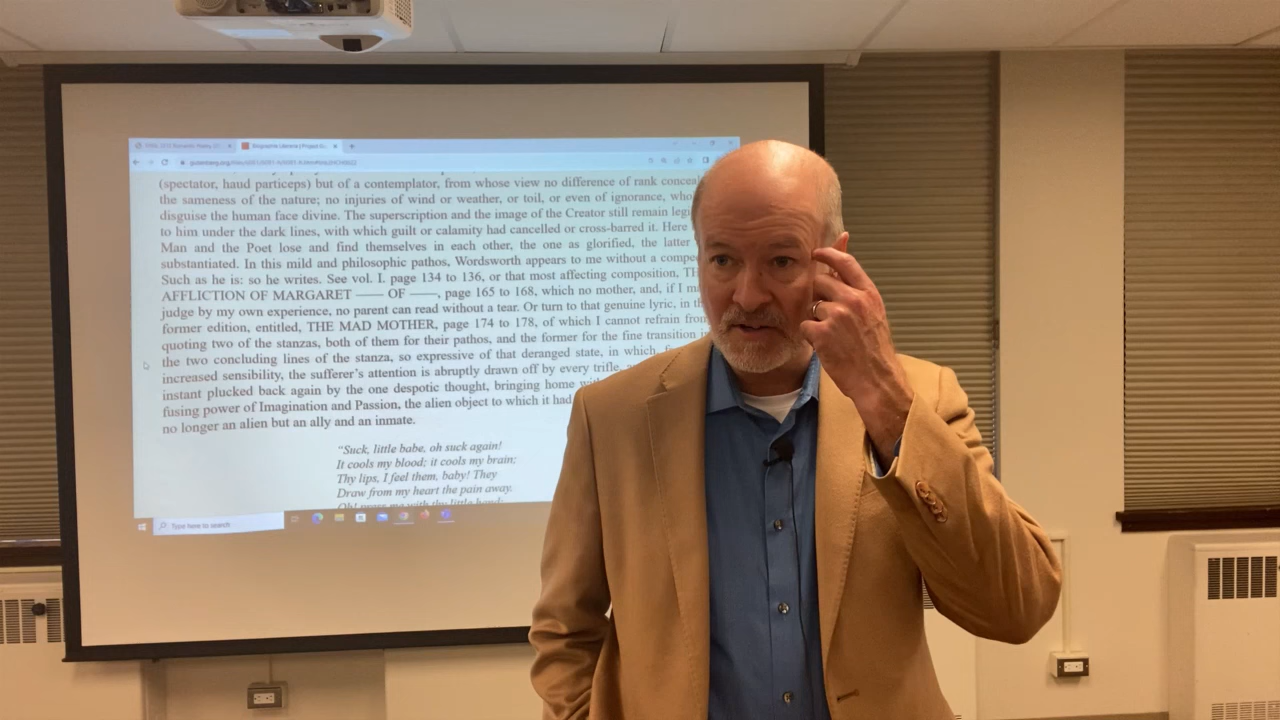 Biographia Literaria | Project Gu
(spectator, haud particeps) but of a contemplator, from whose view no difference of rank conceal
the sameness of the nature; no injuries of wind or weather, or toil, or even of ignorance, who
disguise the human face divine. The superscription and the image of the Creator still remain legi
to him under the dark lines, with which guilt or calamity had cancelled or cross-barred it. Here
Man and the Poet lose and find themselves in each other, the one as glorified, the latter
substantiated. In this mild and philosophic pathos, Wordsworth appears to me without a compe
Such as he is: so he writes. See vol. I. page 134 to 136, or that most affecting composition, TH
AFFLICTION OF MARGARET —— OF ——, page 165 to 168, which no mother, and, if I m
judge by my own experience, no parent can read without a tear. Or turn to that genuine lyric, in th
former edition, entitled, THE MAD MOTHER, page 174 to 178, of which I cannot refrain from
quoting two of the stanzas, both of them for their pathos, and the former for the fine transition in
the two concluding lines of the stanza, so expressive of that deranged state, in which, f
increased sensibility, the sufferer's attention is abruptly drawn off by every trifle,
instant plucked back again by the one despotic thought, bringing home wi
fusing power of Imagination and Passion, the alien object to which it had
no longer an alien but an ally and an inmate.
"Suck, little babe, oh suck again!
It cools my blood; it cools my brain;
Thy lips, I feel them, baby! They
Draw from my heart the pain away.
Oh! press me with thy little hand;
Type here to search